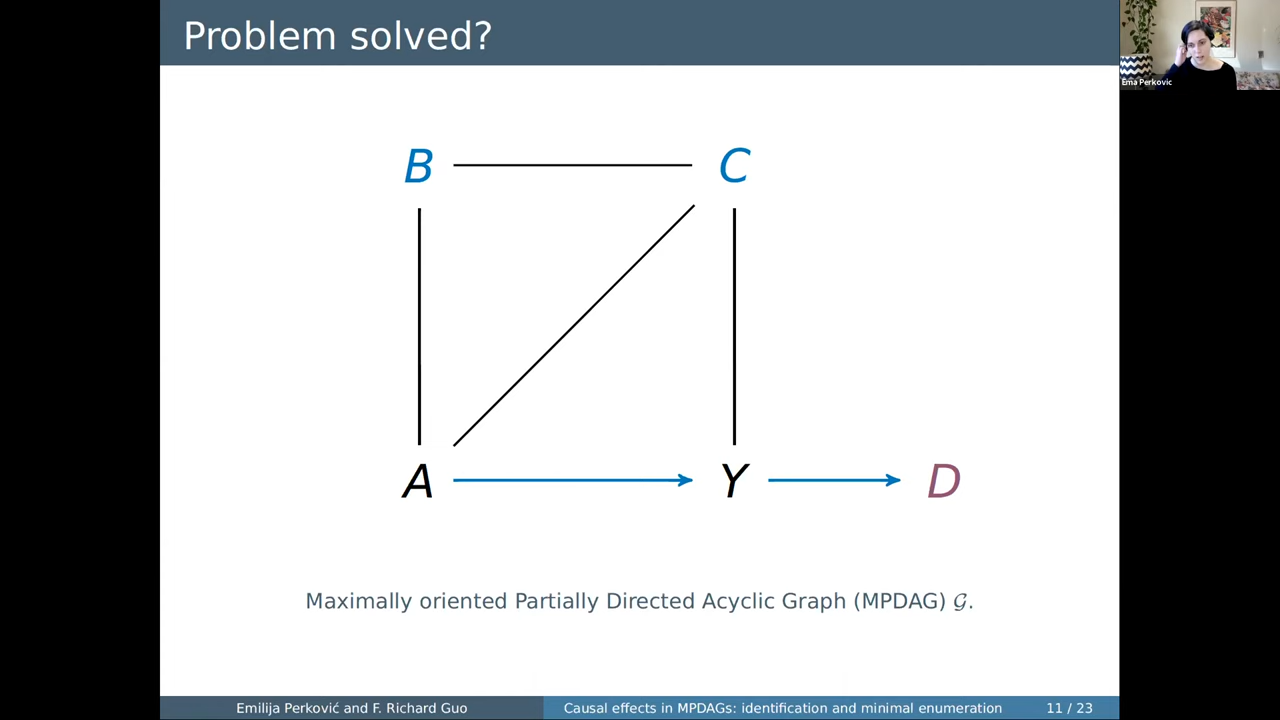 Problem solved?
Ema Perkovic
B C
A Y D
Maximally oriented Partially Directed Acyclic Graph (MPDAG) 𝒢.
Emilija Perković and F. Richard Guo Causal effects in MPDAGs: identification and minimal enumeration 11 / 23